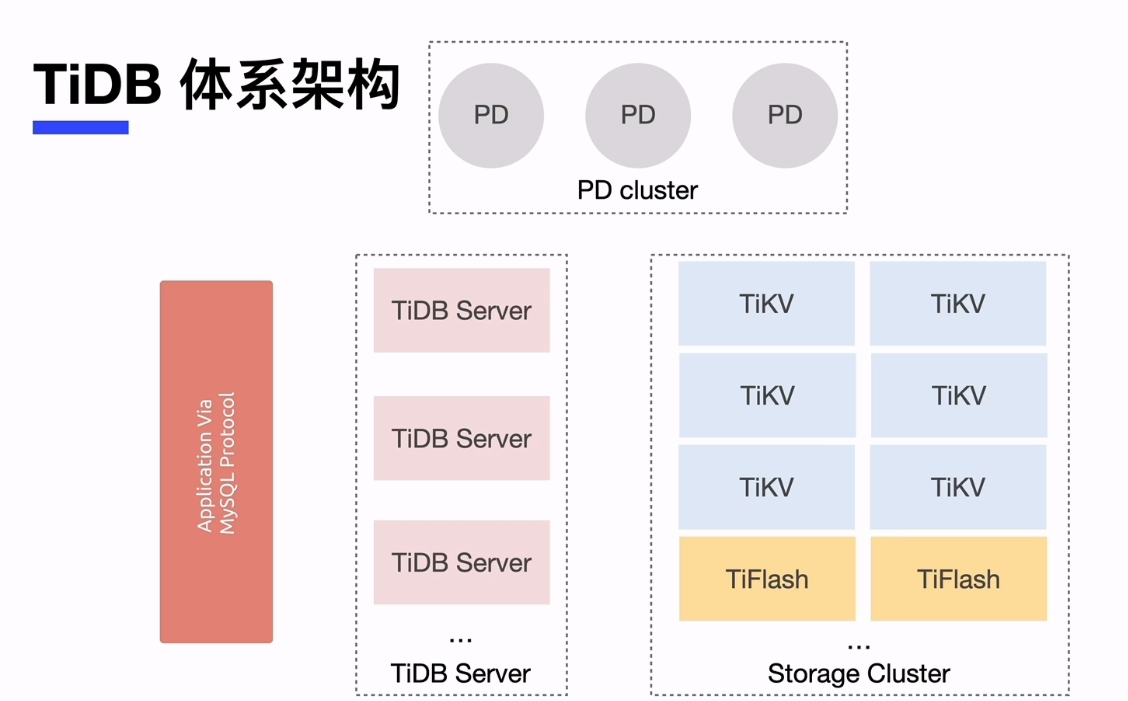 TiDB 体系架构
PD PD PD
PD cluster
Application Via
MySQL Protocol
TiDB Server
TiDB Server
TiDB Server
...
TiDB Server
TiKV TiKV
TiKV TiKV
TiKV TiKV
TiFlash TiFlash
...
Storage Cluster